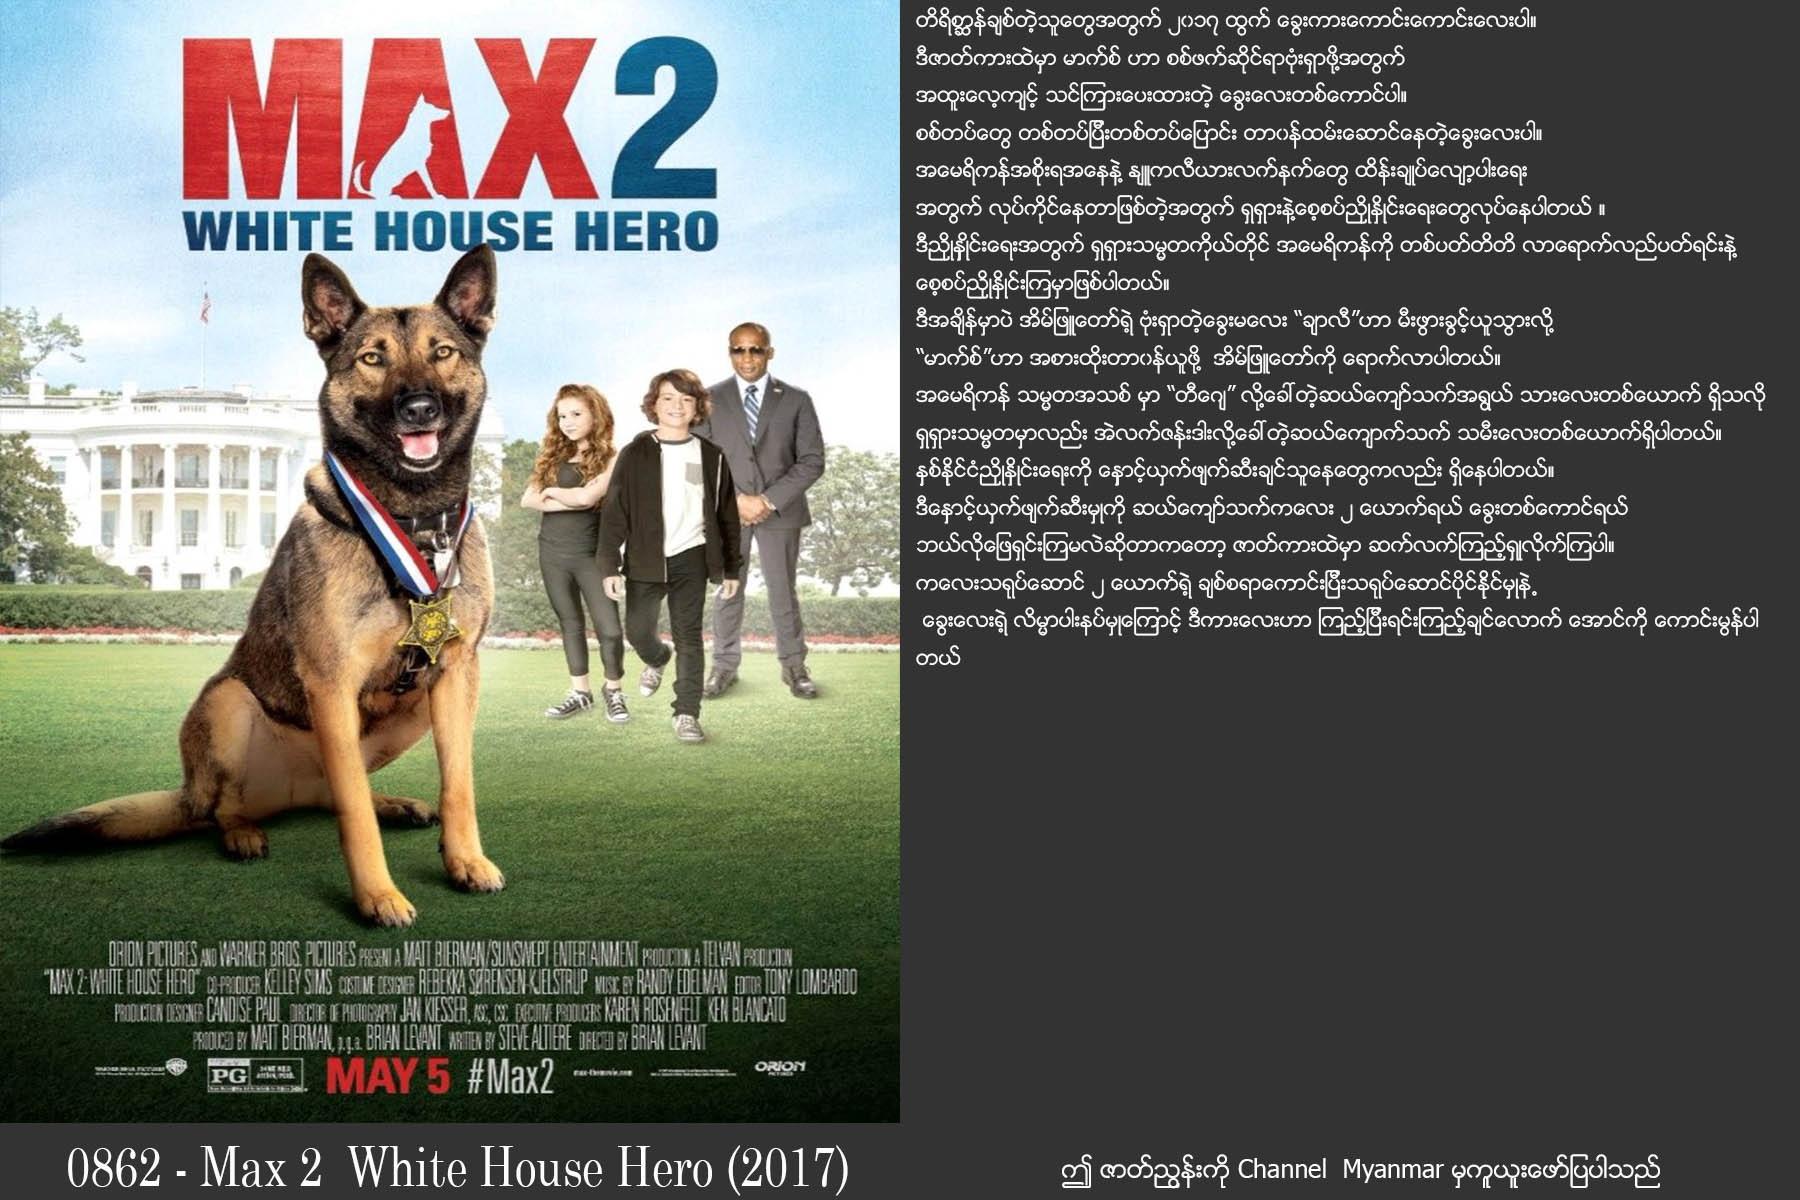 MAX 2
WHITE HOUSE HERO
ORION PICTURES AND WARNER BROS. PICTURES PRESENT A MATT BIERMAN/SUNSWEPT ENTERTAINMENT PRODUCTION A TELVAN PRODUCTION
"MAX 2: WHITE HOUSE HERO" CO-PRODUCER KELLEY SIMS COSTUME DESIGNER REBEKKA SØRENSEN-KJELSTRUP MUSIC BY RANDY EDELMAN EDITOR TONY LOMBARDO
PRODUCTION DESIGNER CANDISE PAUL DIRECTOR OF PHOTOGRAPHY JAN KIESSER, ASC, CSC EXECUTIVE PRODUCERS KAREN ROSENFELT KEN BLANCATO
PRODUCED BY MATT BIERMAN, p.g.a. BRIAN LEVANT WRITTEN BY STEVE ALTIERE DIRECTED BY BRIAN LEVANT
WARNER BROS. PICTURES PG MAY 5 #Max2 max-themovie.com ORION PICTURES
0862 - Max 2 White House Hero (2017)
တိရိစ္ဆာန်ချစ်တဲ့သူတွေအတွက် ၂၀၁၇ ထွက် ခွေးကားကောင်းကောင်းလေးပါ။
ဒီဇာတ်ကားထဲမှာ မာက်စ် ဟာ စစ်ဖက်ဆိုင်ရာဗုံးရှာဖို့အတွက်
အထူးလေ့ကျင့် သင်ကြားပေးထားတဲ့ ခွေးလေးတစ်ကောင်ပါ။
စစ်တပ်တွေ တစ်တပ်ပြီးတစ်တပ်ပြောင်း တာ၀န်ထမ်းဆောင်နေတဲ့ခွေးလေးပါ။
အမေရိကန်အစိုးရအနေနဲ့ နျူကလီယားလက်နက်တွေ ထိန်းချုပ်လျော့ပါးရေး
အတွက် လုပ်ကိုင်နေတာဖြစ်တဲ့အတွက် ရုရှားနဲ့စေ့စပ်ညှိုနှိုင်းရေးတွေလုပ်နေပါတယ် ။
ဒီညှိုနှိုင်းရေးအတွက် ရုရှားသမ္မတကိုယ်တိုင် အမေရိကန်ကို တစ်ပတ်တိတိ လာရောက်လည်ပတ်ရင်းနဲ့
စေ့စပ်ညှိုနှိုင်းကြမှာဖြစ်ပါတယ်။
ဒီအချိန်မှာပဲ အိမ်ဖြူတော်ရဲ့ ဗုံးရှာတဲ့ခွေးမလေး “ချာလီ”ဟာ မီးဖွားခွင့်ယူသွားလို့
“မာက်စ်”ဟာ အစားထိုးတာ၀န်ယူဖို့ အိမ်ဖြူတော်ကို ရောက်လာပါတယ်။
အမေရိကန် သမ္မတအသစ် မှာ “တီဂျေ” လို့ခေါ်တဲ့ဆယ်ကျော်သက်အရွယ် သားလေးတစ်ယောက် ရှိသလို
ရုရှားသမ္မတမှာလည်း အဲလက်ဇန်းဒါးလို့ခေါ်တဲ့ဆယ်ကျောက်သက် သမီးလေးတစ်ယောက်ရှိပါတယ်။
နှစ်နိုင်ငံညှိုနှိုင်းရေးကို နှောင့်ယှက်ဖျက်ဆီးချင်သူနေတွေကလည်း ရှိနေပါတယ်။
ဒီနှောင့်ယှက်ဖျက်ဆီးမှုကို ဆယ်ကျော်သက်ကလေး ၂ ယောက်ရယ် ခွေးတစ်ကောင်ရယ်
ဘယ်လိုဖြေရှင်းကြမလဲဆိုတာကတော့ ဇာတ်ကားထဲမှာ ဆက်လက်ကြည့်ရှုလိုက်ကြပါ။
ကလေးသရုပ်ဆောင် ၂ ယောက်ရဲ့ ချစ်စရာကောင်းပြီးသရုပ်ဆောင်ပိုင်နိုင်မှုနဲ့
ခွေးလေးရဲ့ လိမ္မာပါးနပ်မှုကြောင့် ဒီကားလေးဟာ ကြည့်ပြီးရင်းကြည့်ချင်လောက် အောင်ကို ကောင်းမွန်ပါ
တယ်
ဤ ဇာတ်ညွှန်းကို Channel Myanmar မှကူယူးဖော်ပြပါသည်